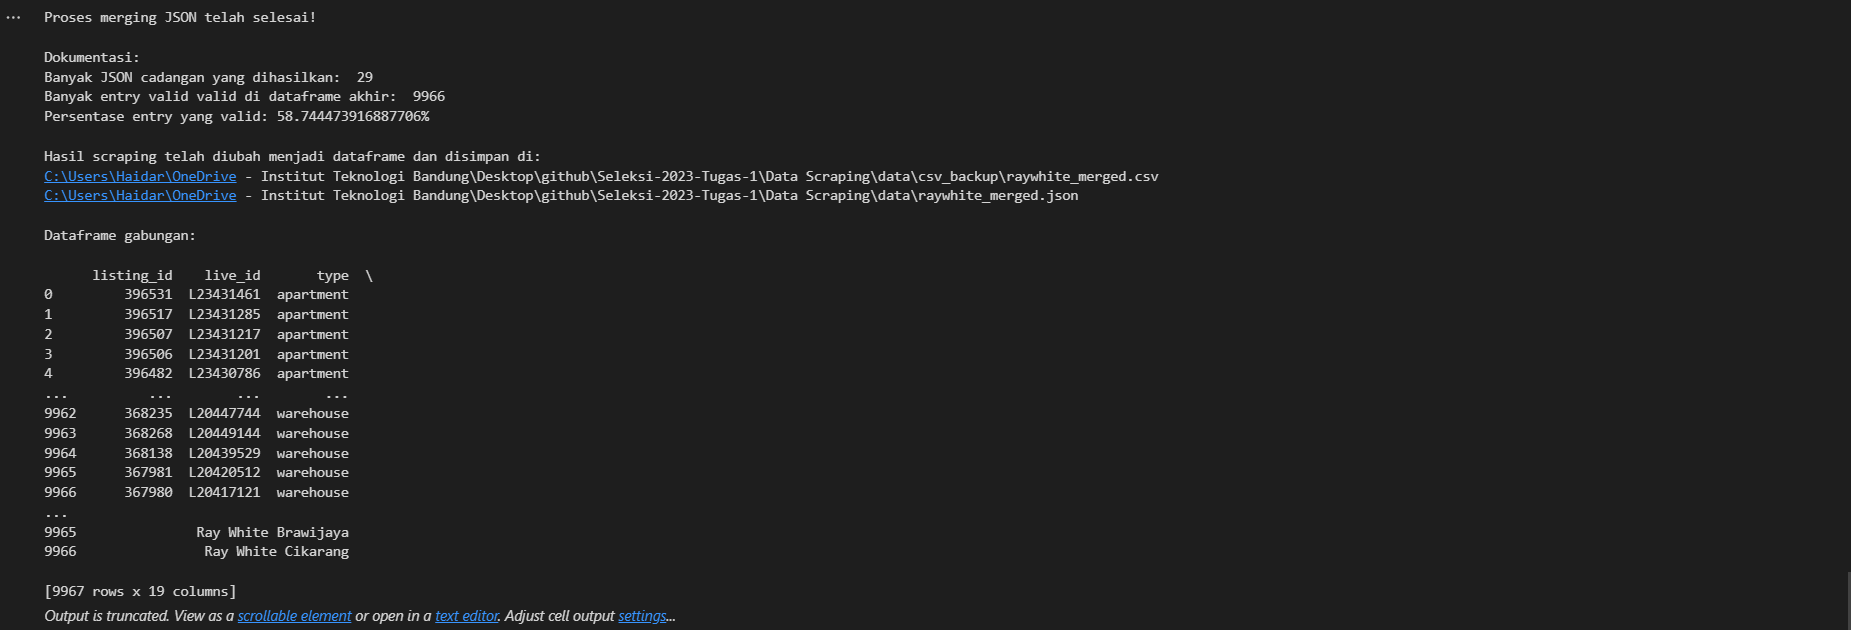 ... Proses merging JSON telah selesai!
Dokumentasi:
Banyak JSON cadangan yang dihasilkan:  29
Banyak entry valid valid di dataframe akhir:  9966
Persentase entry yang valid: 58.744473916887706%
Hasil scraping telah diubah menjadi dataframe dan disimpan di:
C:\Users\Haidar\OneDrive - Institut Teknologi Bandung\Desktop\github\Seleksi-2023-Tugas-1\Data Scraping\data\csv_backup\raywhite_merged.csv
C:\Users\Haidar\OneDrive - Institut Teknologi Bandung\Desktop\github\Seleksi-2023-Tugas-1\Data Scraping\data\raywhite_merged.json
Dataframe gabungan:
      listing_id    live_id       type  \
0         396531  L23431461  apartment
1         396517  L23431285  apartment
2         396507  L23431217  apartment
3         396506  L23431201  apartment
4         396482  L23430786  apartment
...          ...        ...        ...
9962      368235  L20447744  warehouse
9963      368268  L20449144  warehouse
9964      368138  L20439529  warehouse
9965      367981  L20420512  warehouse
9966      367980  L20417121  warehouse
...
9965               Ray White Brawijaya
9966                Ray White Cikarang
[9967 rows x 19 columns]
Output is truncated. View as a scrollable element or open in a text editor. Adjust cell output settings...